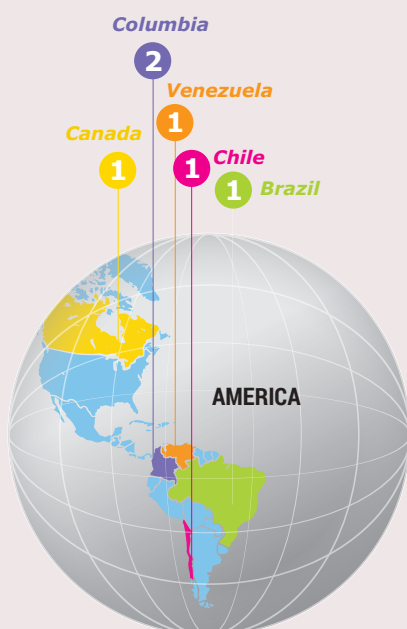 Columbia
2
Venezuela
1
Canada
1
Chile
1
Brazil
1
AMERICA